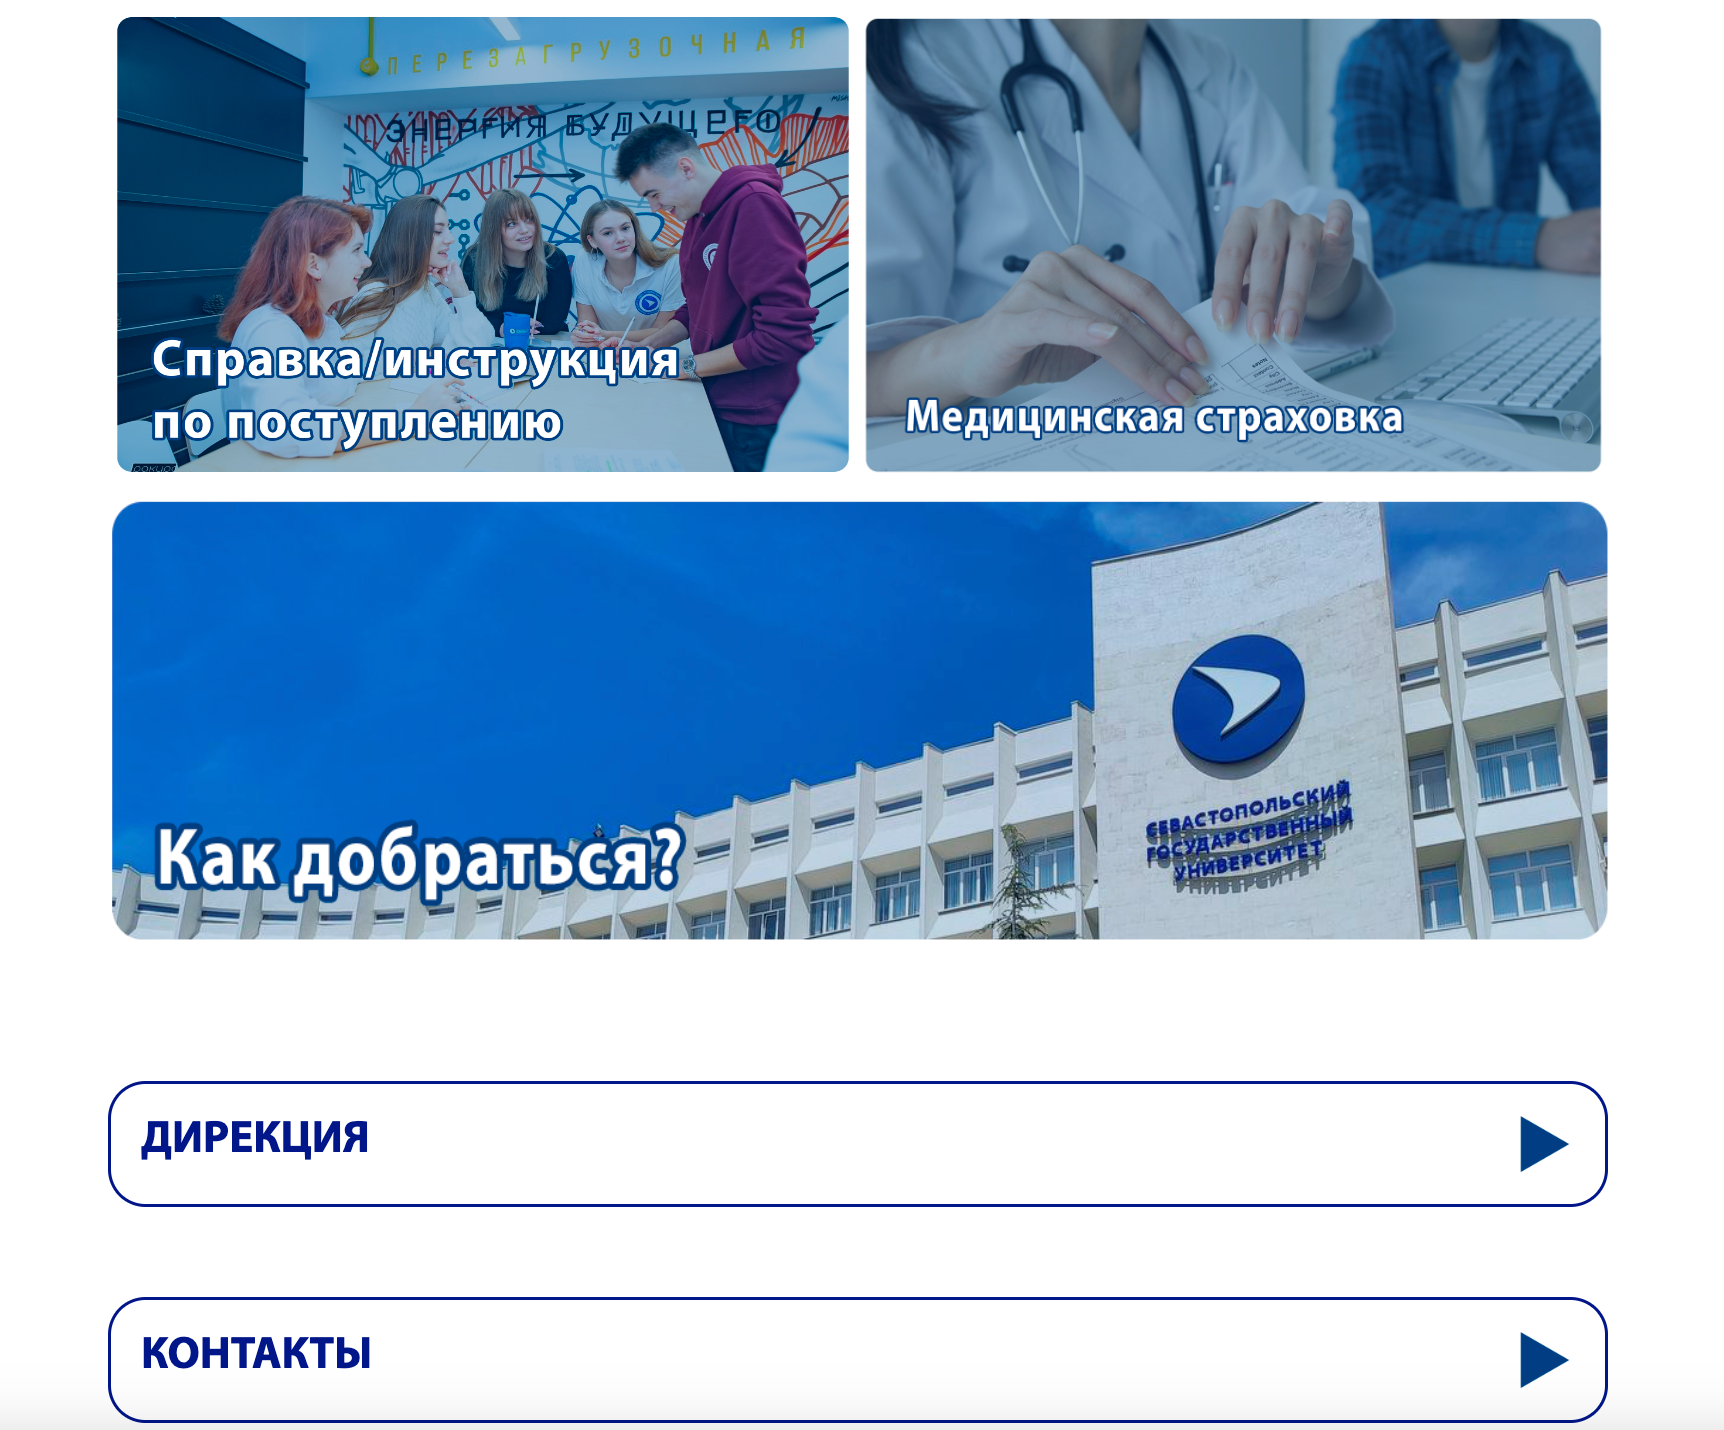 ПЕРЕЗАГРУЗОЧНАЯ
ЭНЕРГИЯ БУДУЩЕГО
Справка/инструкция
по поступлению
Медицинская страховка
Как добраться?
СЕВАСТОПОЛЬСКИЙ
ГОСУДАРСТВЕННЫЙ
УНИВЕРСИТЕТ
ДИРЕКЦИЯ
КОНТАКТЫ